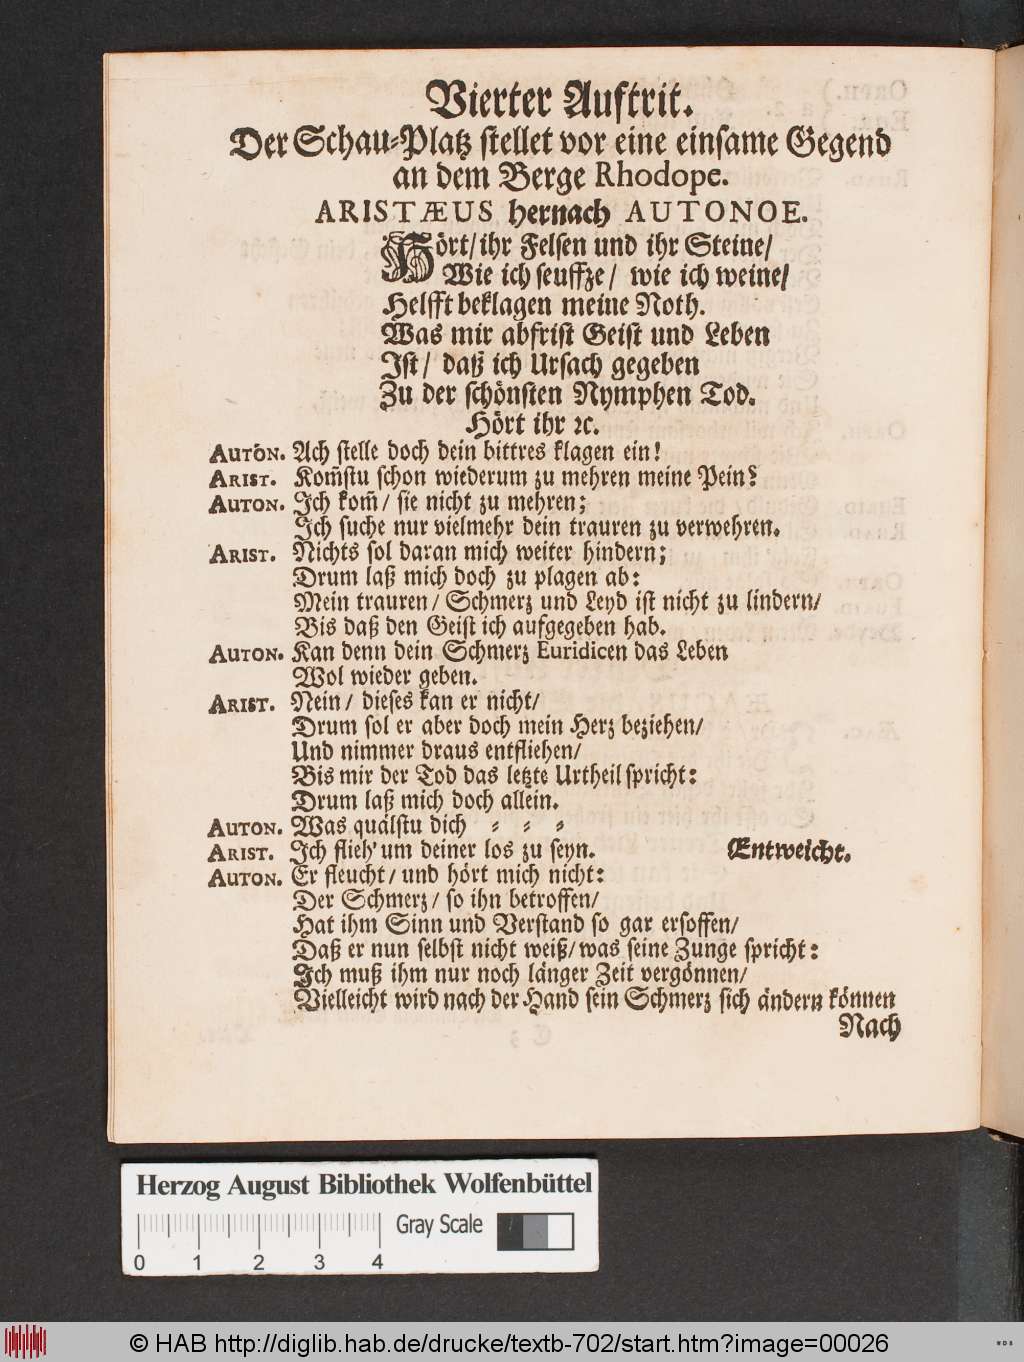 Vierter Auftrit.
Der Schau-Platz stellet vor eine einsame Gegend
an dem Berge Rhodope.
ARISTÆUS hernach AUTONOE.
Hört/ ihr Felsen und ihr Steine/
Wie ich seuffze/ wie ich weine/
Helfft beklagen meine Noth.
Was mir abfrist Geist und Leben
Ist/ daß ich Ursach gegeben
Zu der schönsten Nymphen Tod.
Hört ihr ꝛc.
AUTON. Ach stelle doch dein bittres klagen ein!
ARIST. Kom̃stu schon wiederum zu mehren meine Pein?
AUTON. Ich kom̃/ sie nicht zu mehren;
Ich suche nur vielmehr dein trauren zu verwehren.
ARIST. Nichts sol daran mich weiter hindern;
Drum laß mich doch zu plagen ab:
Mein trauren/ Schmerz und Leyd ist nicht zu lindern/
Bis daß den Geist ich aufgegeben hab.
AUTON. Kan denn dein Schmerz Euridicen das Leben
Wol wieder geben.
ARIST. Nein/ dieses kan er nicht/
Drum sol er aber doch mein Herz beziehen/
Und nimmer draus entfliehen/
Bis mir der Tod das letzte Urtheil spricht:
Drum laß mich doch allein.
AUTON. Was quälstu dich = = =
ARIST. Ich flieh' um deiner los zu seyn. Entweicht.
AUTON. Er fleucht/ und hört mich nicht:
Der Schmerz/ so ihn betroffen/
Hat ihm Sinn und Verstand so gar ersoffen/
Daß er nun selbst nicht weiß/ was seine Zunge spricht:
Ich muß ihm nur noch länger Zeit vergönnen/
Vielleicht wird nach der Hand sein Schmerz sich ändern können
Nach
Herzog August Bibliothek Wolfenbüttel
Gray Scale
0 1 2 3 4
© HAB http://diglib.hab.de/drucke/textb-702/start.htm?image=00026